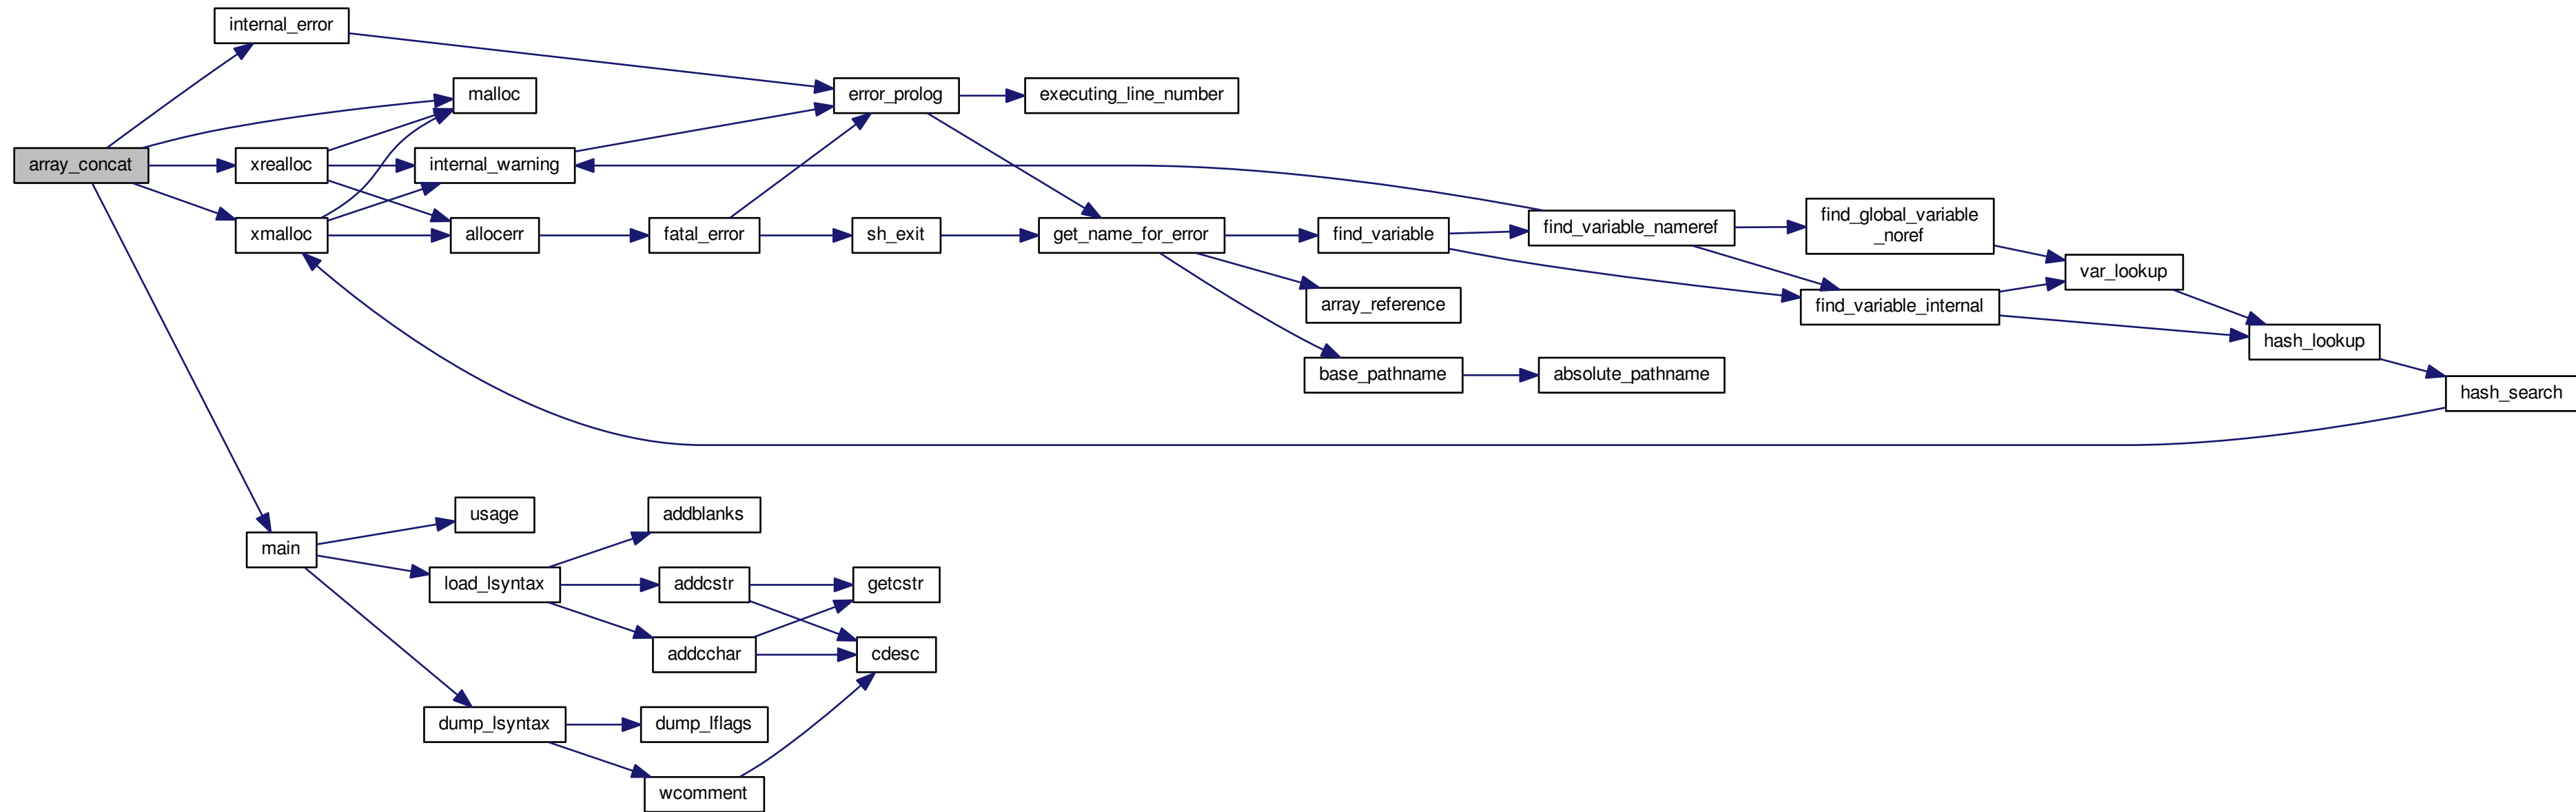 internal_error
malloc
error_prolog
executing_line_number
array_concat
xrealloc
internal_warning
xmalloc
allocerr
fatal_error
sh_exit
get_name_for_error
find_variable
find_variable_nameref
find_global_variable
_noref
var_lookup
array_reference
find_variable_internal
hash_lookup
base_pathname
absolute_pathname
hash_search
usage
addblanks
main
load_lsyntax
addcstr
getcstr
addcchar
cdesc
dump_lsyntax
dump_lflags
wcomment